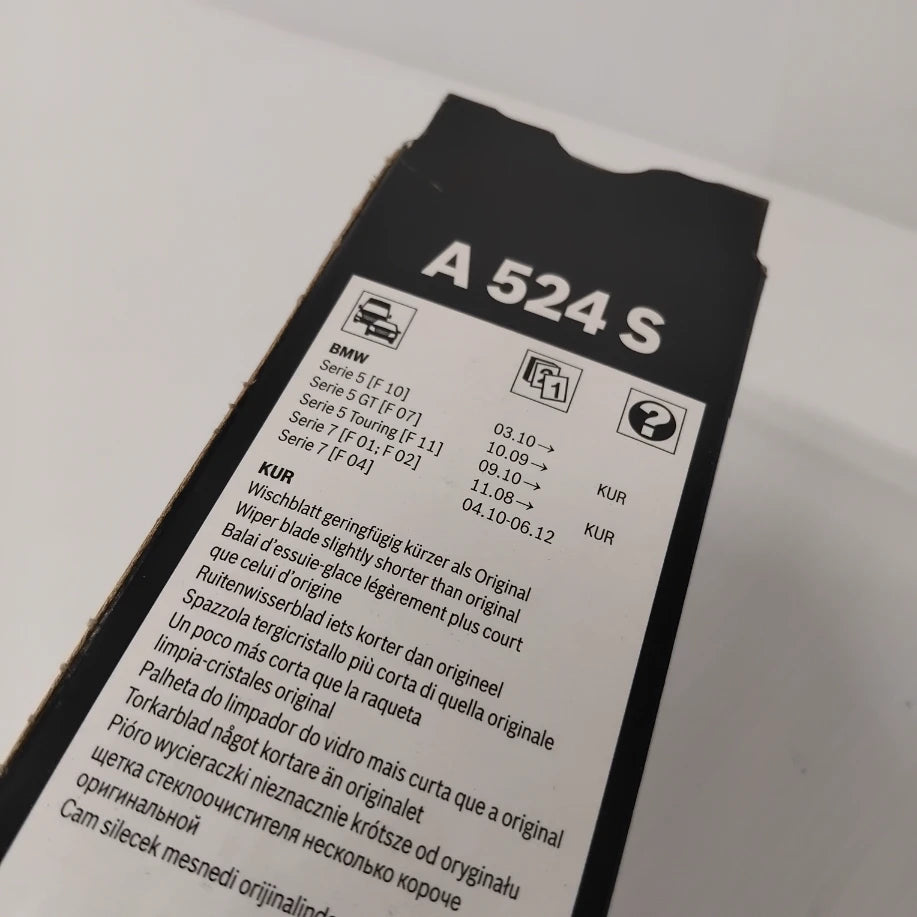 A 524 S
BMW
Serie 5 [F 10] 03.10→
Serie 5 GT [F 07] 10.09→ KUR
Serie 5 Touring [F 11] 09.10→
Serie 7 [F 01; F 02] 11.08→ KUR
Serie 7 [F 04] 04.10-06.12
KUR
Wischblatt geringfügig kürzer als Original
Wiper blade slightly shorter than original
Balai d'essuie-glace légèrement plus court
que celui d'origine
Ruitenwisserblad iets korter dan origineel
Spazzola tergicristallo più corta di quella originale
Un poco más corta que la raqueta
limpia-cristales original
Palheta do limpador do vidro mais curta que a original
Torkarblad något kortare än originalet
Pióro wycieraczki nieznacznie krótsze od oryginału
щетка стеклоочистителя несколько короче
оригинальной
Cam silecek mesnedi